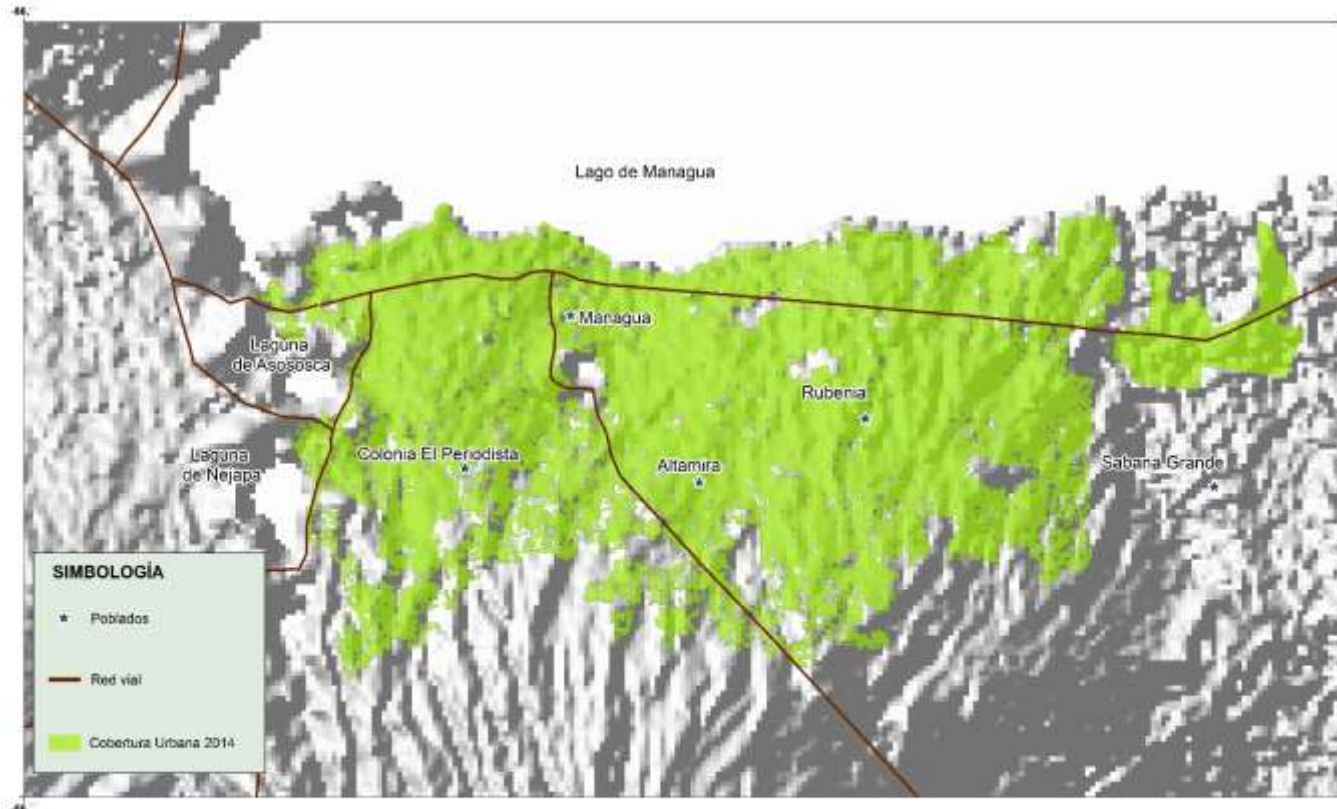 Lago de Managua
Managua
Laguna
de Asososca
Rubenia
Laguna
de Nejapa
Colonia El Periodista
Altamira
Sabana Grande
SIMBOLOGÍA
Poblados
Red vial
Cobertura Urbana 2014